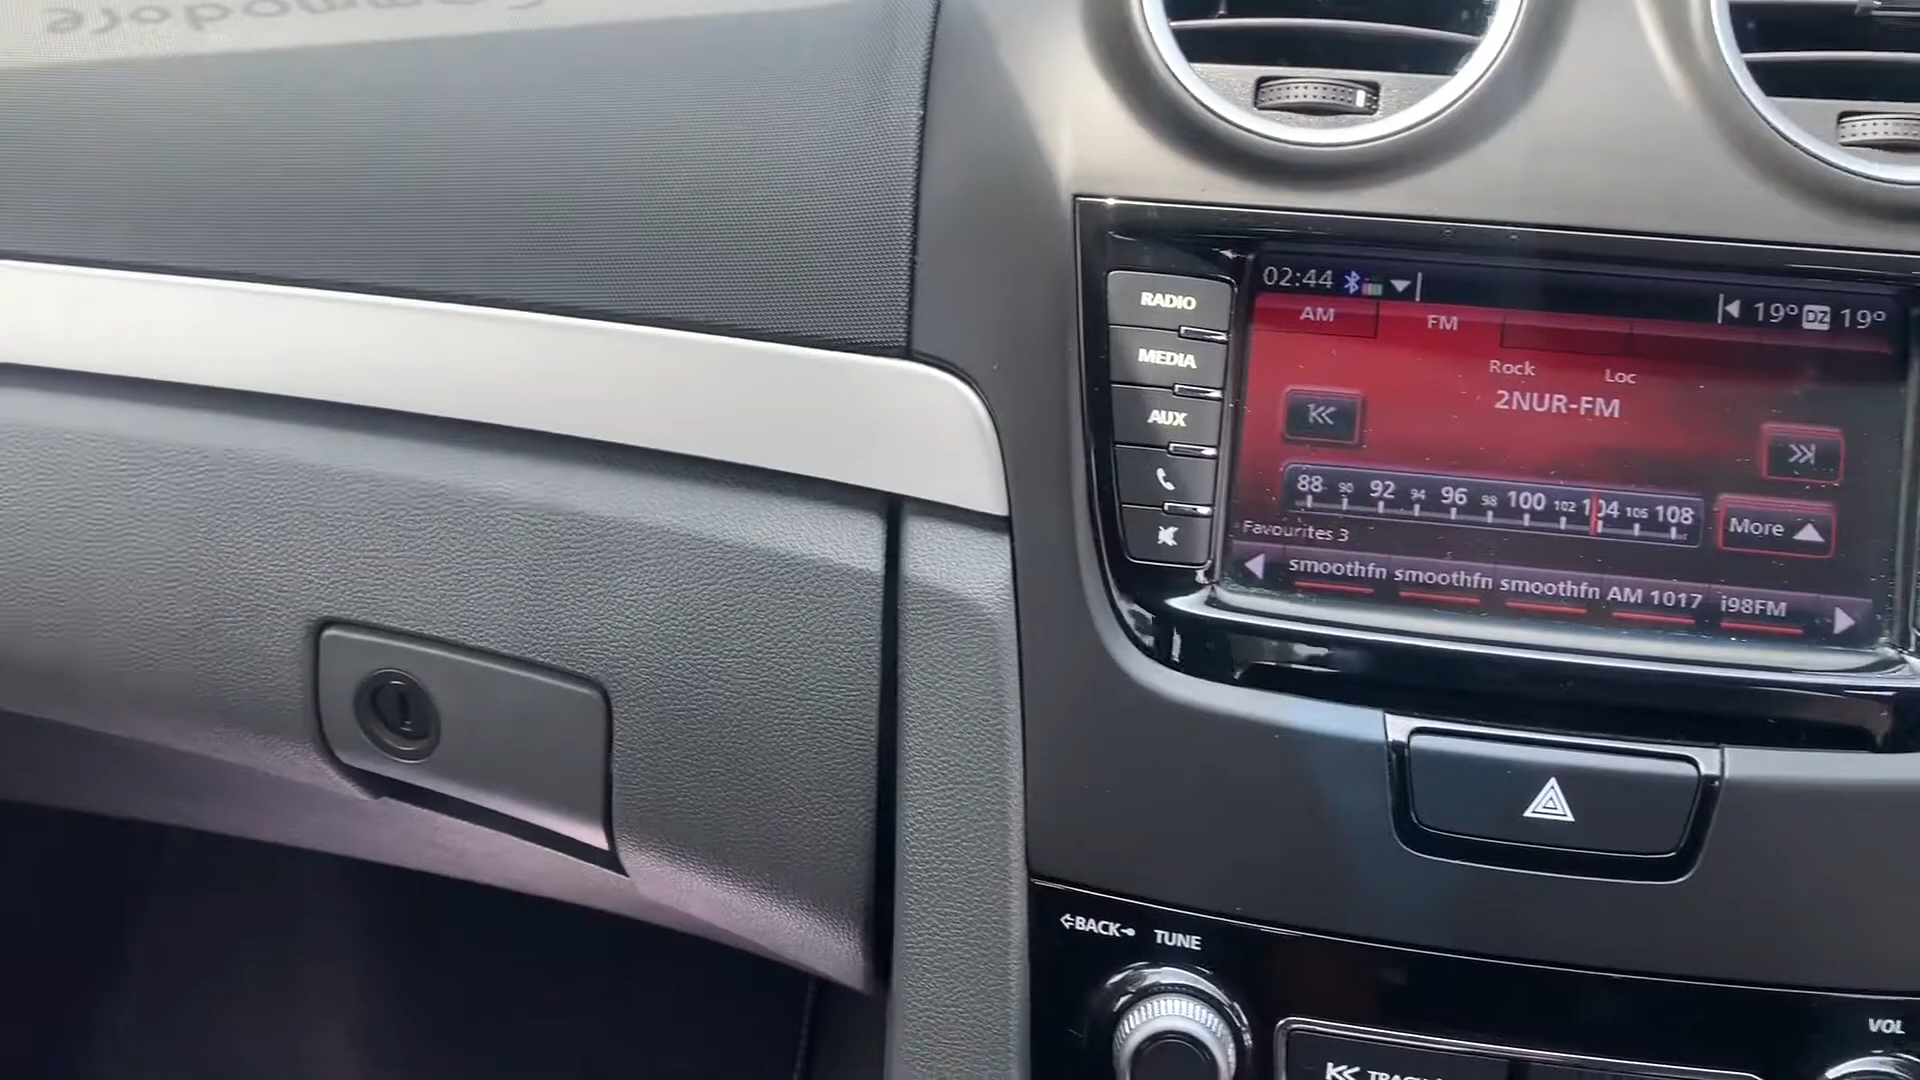 02:44
19° DZ 19°
AM FM
Rock Loc
2NUR-FM
88 90 92 94 96 98 100 102 104 106 108
More
Favourites 3
smoothfn smoothfn smoothfn AM 1017 i98FM
RADIO
MEDIA
AUX
BACK TUNE
VOL